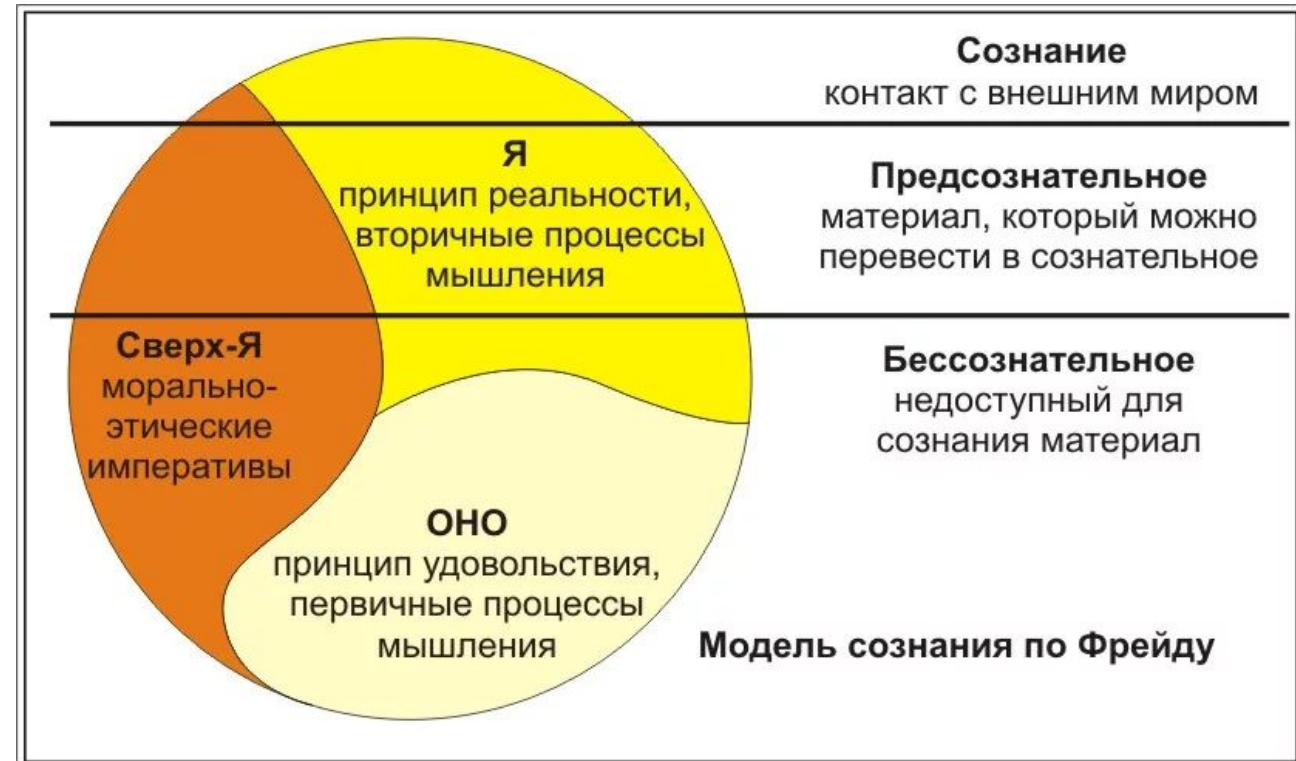 Сознание
контакт с внешним миром
Я
принцип реальности,
вторичные процессы
мышления
Предсознательное
материал, который можно
перевести в сознательное
Сверх-Я
морально-
этические
императивы
Бессознательное
недоступный для
сознания материал
ОНО
принцип удовольствия,
первичные процессы
мышления
Модель сознания по Фрейду